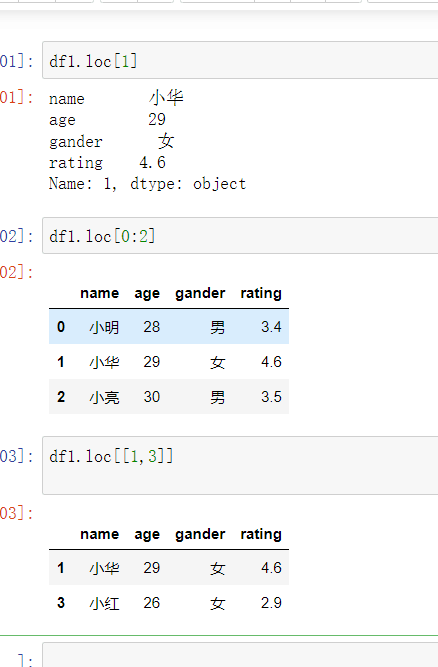 01]: df1.loc[1]
01]: name 小华
age 29
gander 女
rating 4.6
Name: 1, dtype: object
02]: df1.loc[0:2]
02]:
name age gander rating
0 小明 28 男 3.4
1 小华 29 女 4.6
2 小亮 30 男 3.5
03]: df1.loc[[1,3]]
03]:
name age gander rating
1 小华 29 女 4.6
3 小红 26 女 2.9
]: